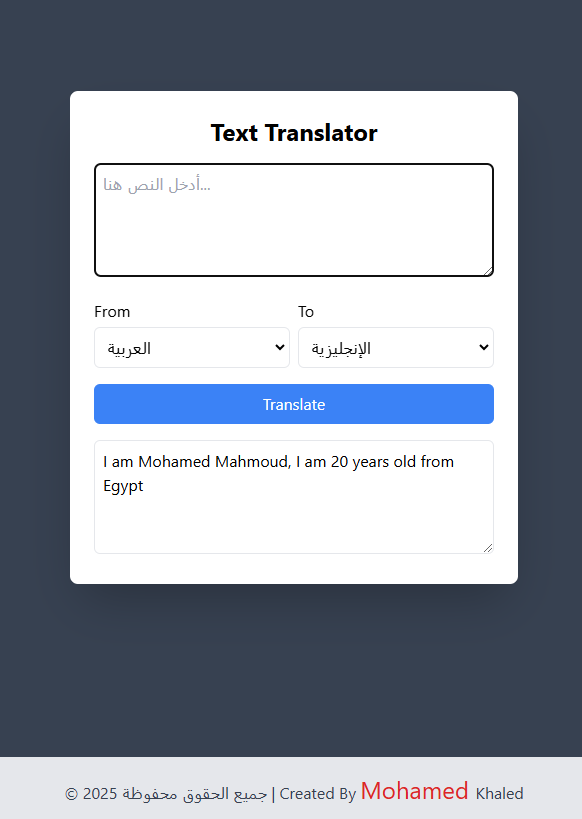 Text Translator
أدخل النص هنا...
From
To
العربية
الإنجليزية
Translate
I am Mohamed Mahmoud, I am 20 years old from
Egypt
© 2025 جميع الحقوق محفوظة | Created By Mohamed Khaled